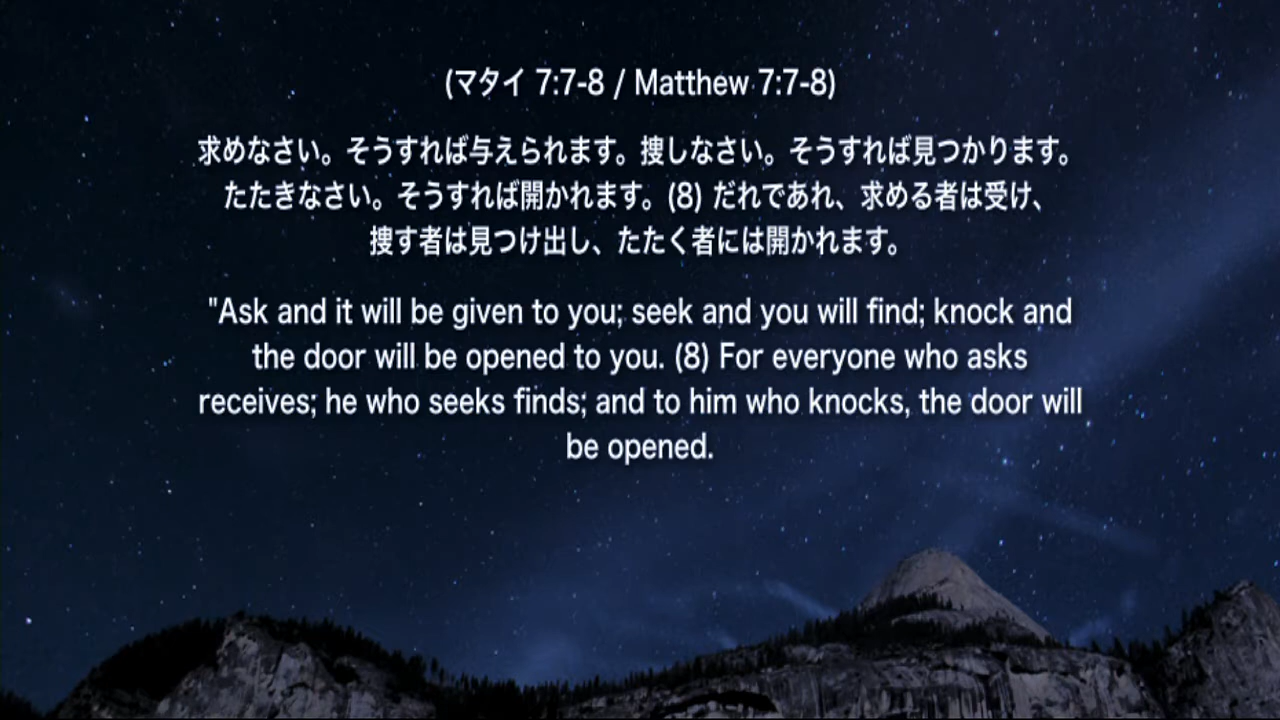 (マタイ 7:7-8 / Matthew 7:7-8)
求めなさい。そうすれば与えられます。捜しなさい。そうすれば見つかります。
たたきなさい。そうすれば開かれます。(8) だれであれ、求める者は受け、
捜す者は見つけ出し、たたく者には開かれます。
"Ask and it will be given to you; seek and you will find; knock and
the door will be opened to you. (8) For everyone who asks
receives; he who seeks finds; and to him who knocks, the door will
be opened.